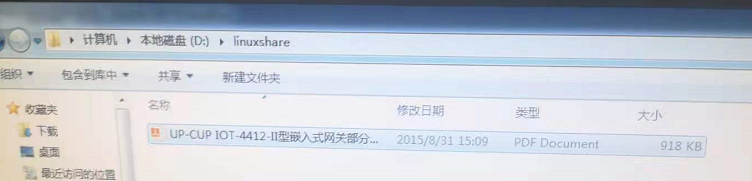 计算机 ▸ 本地磁盘 (D:) ▸ linuxshare
组织 ▾ 包含到库中 ▾ 共享 ▾ 新建文件夹
收藏夹
下载
桌面
最近访问的位置
名称 修改日期 类型 大小
UP-CUP IOT-4412-II型嵌入式网关部分... 2015/8/31 15:09 PDF Document 918 KB